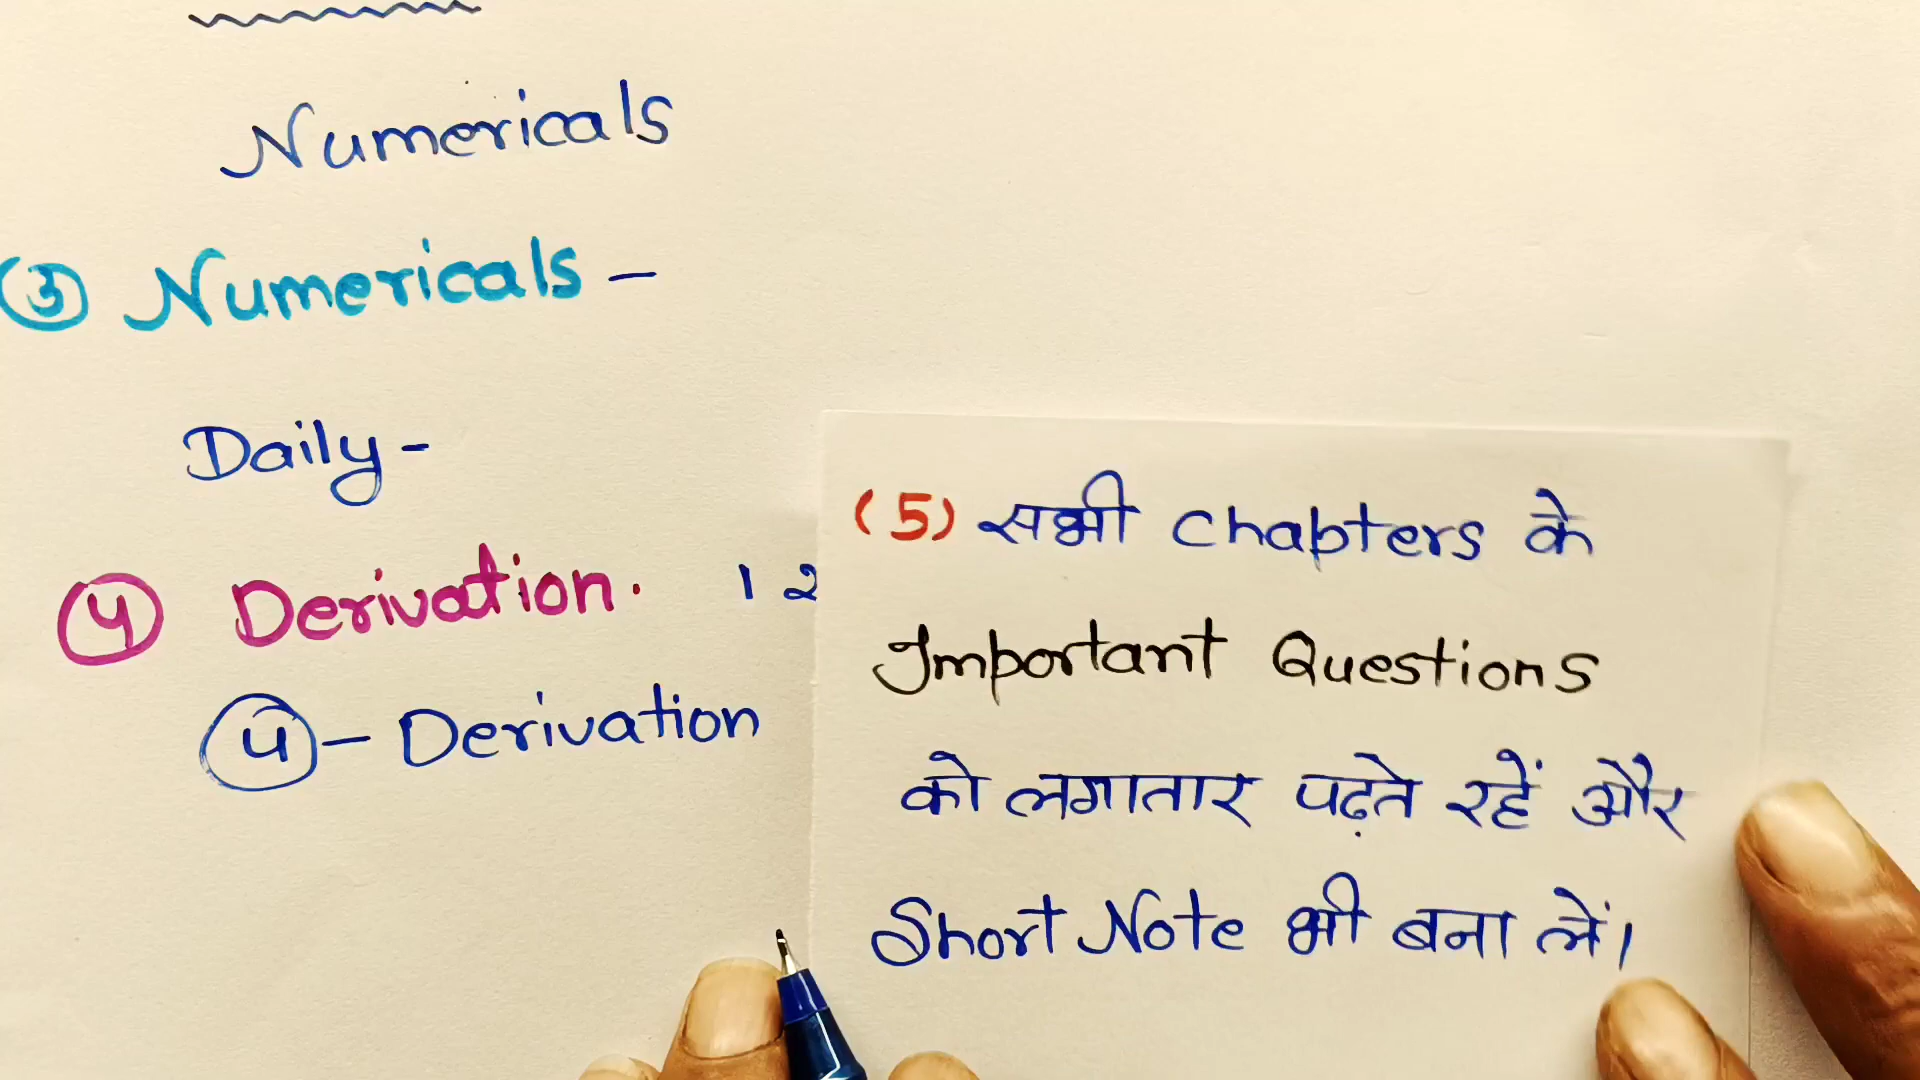 Numericals
(3) Numericals -
Daily -
(4) Derivation. 1 2
(4) - Derivation
(5) सभी Chapters के
Important Questions
को लगातार पढ़ते रहें और
Short Note भी बना लें।